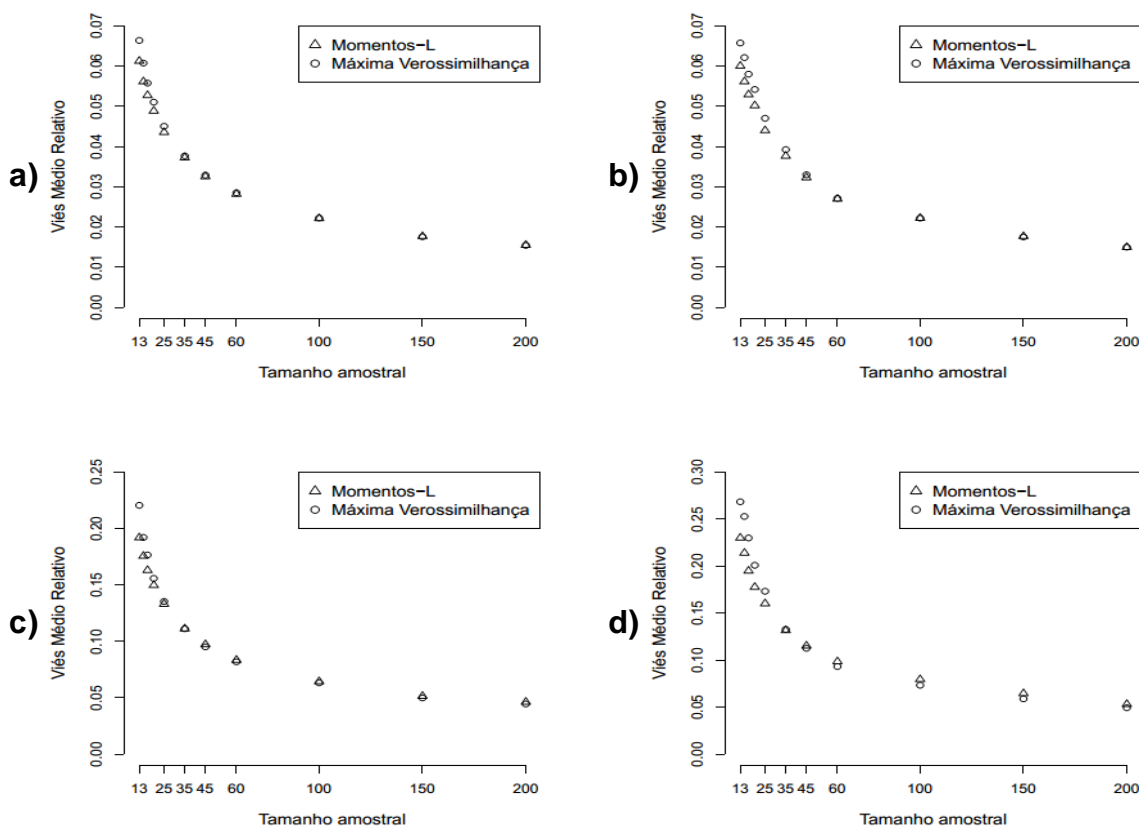 a)
Viés Médio Relativo
0.00 0.01 0.02 0.03 0.04 0.05 0.06 0.07
Momentos−L
Máxima Verossimilhança
13 25 35 45 60 100 150 200
Tamanho amostral
b)
Viés Médio Relativo
0.00 0.01 0.02 0.03 0.04 0.05 0.06 0.07
Momentos−L
Máxima Verossimilhança
13 25 35 45 60 100 150 200
Tamanho amostral
c)
Viés Médio Relativo
0.00 0.05 0.10 0.15 0.20 0.25
Momentos−L
Máxima Verossimilhança
13 25 35 45 60 100 150 200
Tamanho amostral
d)
Viés Médio Relativo
0.00 0.05 0.10 0.15 0.20 0.25 0.30
Momentos−L
Máxima Verossimilhança
13 25 35 45 60 100 150 200
Tamanho amostral